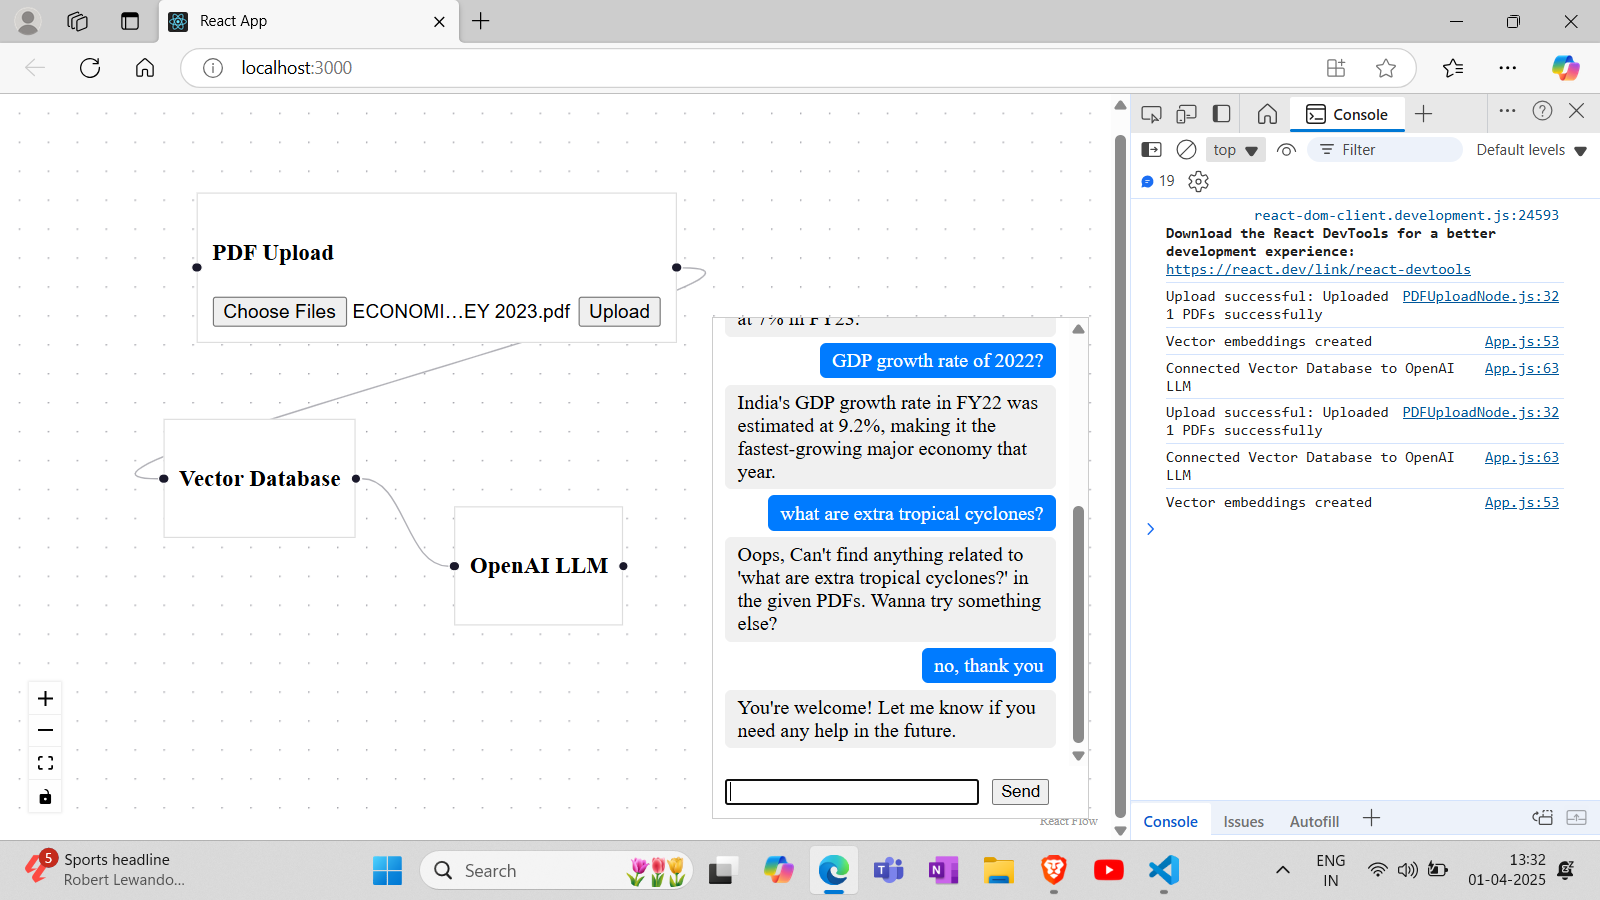 React App
localhost:3000
PDF Upload
Choose Files ECONOMI...EY 2023.pdf Upload
Vector Database
OpenAI LLM
at 7% in FY23.
GDP growth rate of 2022?
India's GDP growth rate in FY22 was
estimated at 9.2%, making it the
fastest-growing major economy that
year.
what are extra tropical cyclones?
Oops, Can't find anything related to
'what are extra tropical cyclones?' in
the given PDFs. Wanna try something
else?
no, thank you
You're welcome! Let me know if you
need any help in the future.
Send
React Flow
Console
top
Filter
Default levels
19
react-dom-client.development.js:24593
Download the React DevTools for a better
development experience:
https://react.dev/link/react-devtools
Upload successful: Uploaded PDFUploadNode.js:32
1 PDFs successfully
Vector embeddings created App.js:53
Connected Vector Database to OpenAI App.js:63
LLM
Upload successful: Uploaded PDFUploadNode.js:32
1 PDFs successfully
Connected Vector Database to OpenAI App.js:63
LLM
Vector embeddings created App.js:53
Console Issues Autofill
5
Sports headline
Robert Lewando...
Search
ENG
IN
13:32
01-04-2025